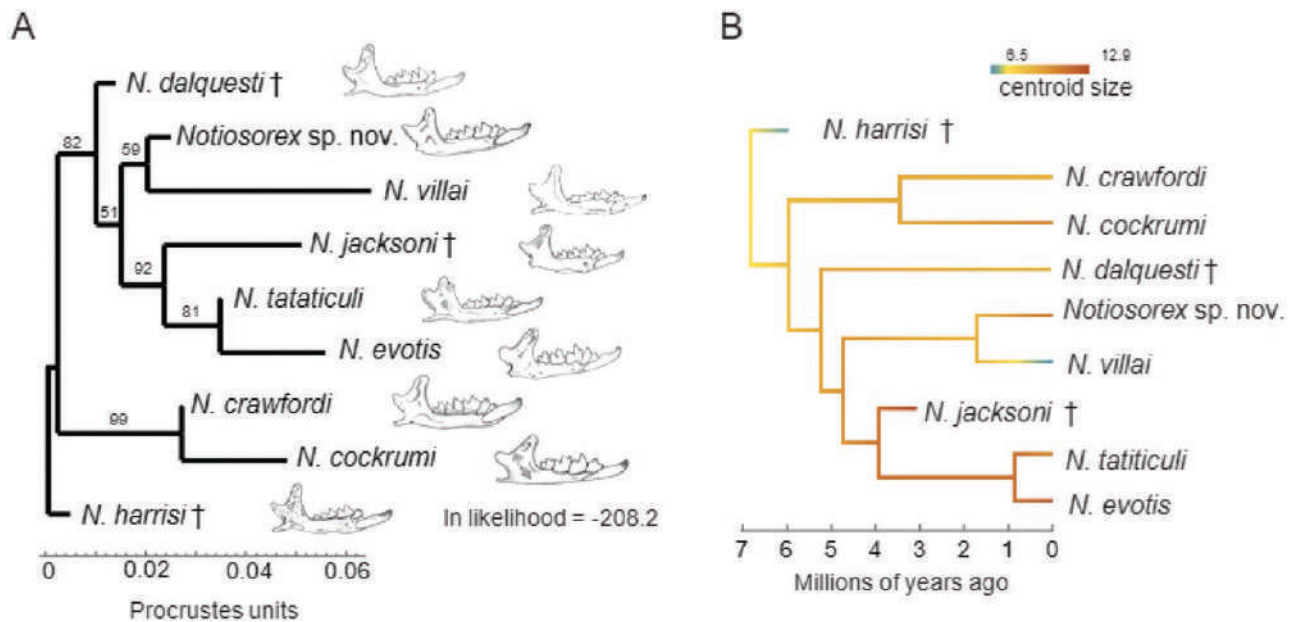 A
N. dalquesti †
82
59
Notiosorex sp. nov.
N. villai
51
N. jacksoni †
92
N. tataticuli
81
N. evotis
N. crawfordi
99
N. cockrumi
N. harrisi †
ln likelihood = -208.2
0 0.02 0.04 0.06
Procrustes units
B
6.5 12.9
centroid size
N. harrisi †
N. crawfordi
N. cockrumi
N. dalquesti †
Notiosorex sp. nov.
N. villai
N. jacksoni †
N. tatiticuli
N. evotis
7 6 5 4 3 2 1 0
Millions of years ago